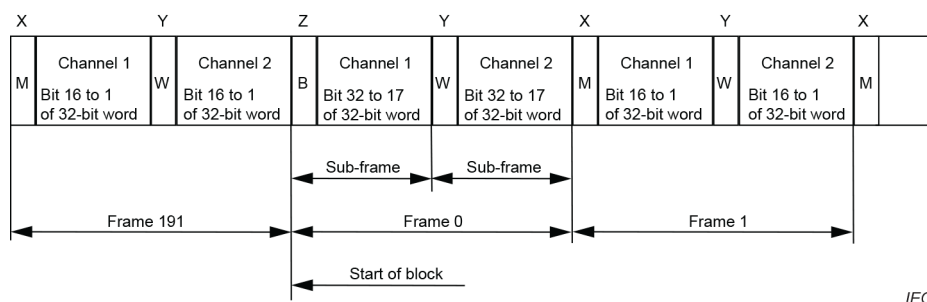 X Y Z Y X Y X
M Channel 1 W Channel 2 B Channel 1 W Channel 2 M Channel 1 W Channel 2 M
Bit 16 to 1 Bit 16 to 1 Bit 32 to 17 Bit 32 to 17 Bit 16 to 1 Bit 16 to 1
of 32-bit word of 32-bit word of 32-bit word of 32-bit word of 32-bit word of 32-bit word
Sub-frame Sub-frame
Frame 191 Frame 0 Frame 1
Start of block